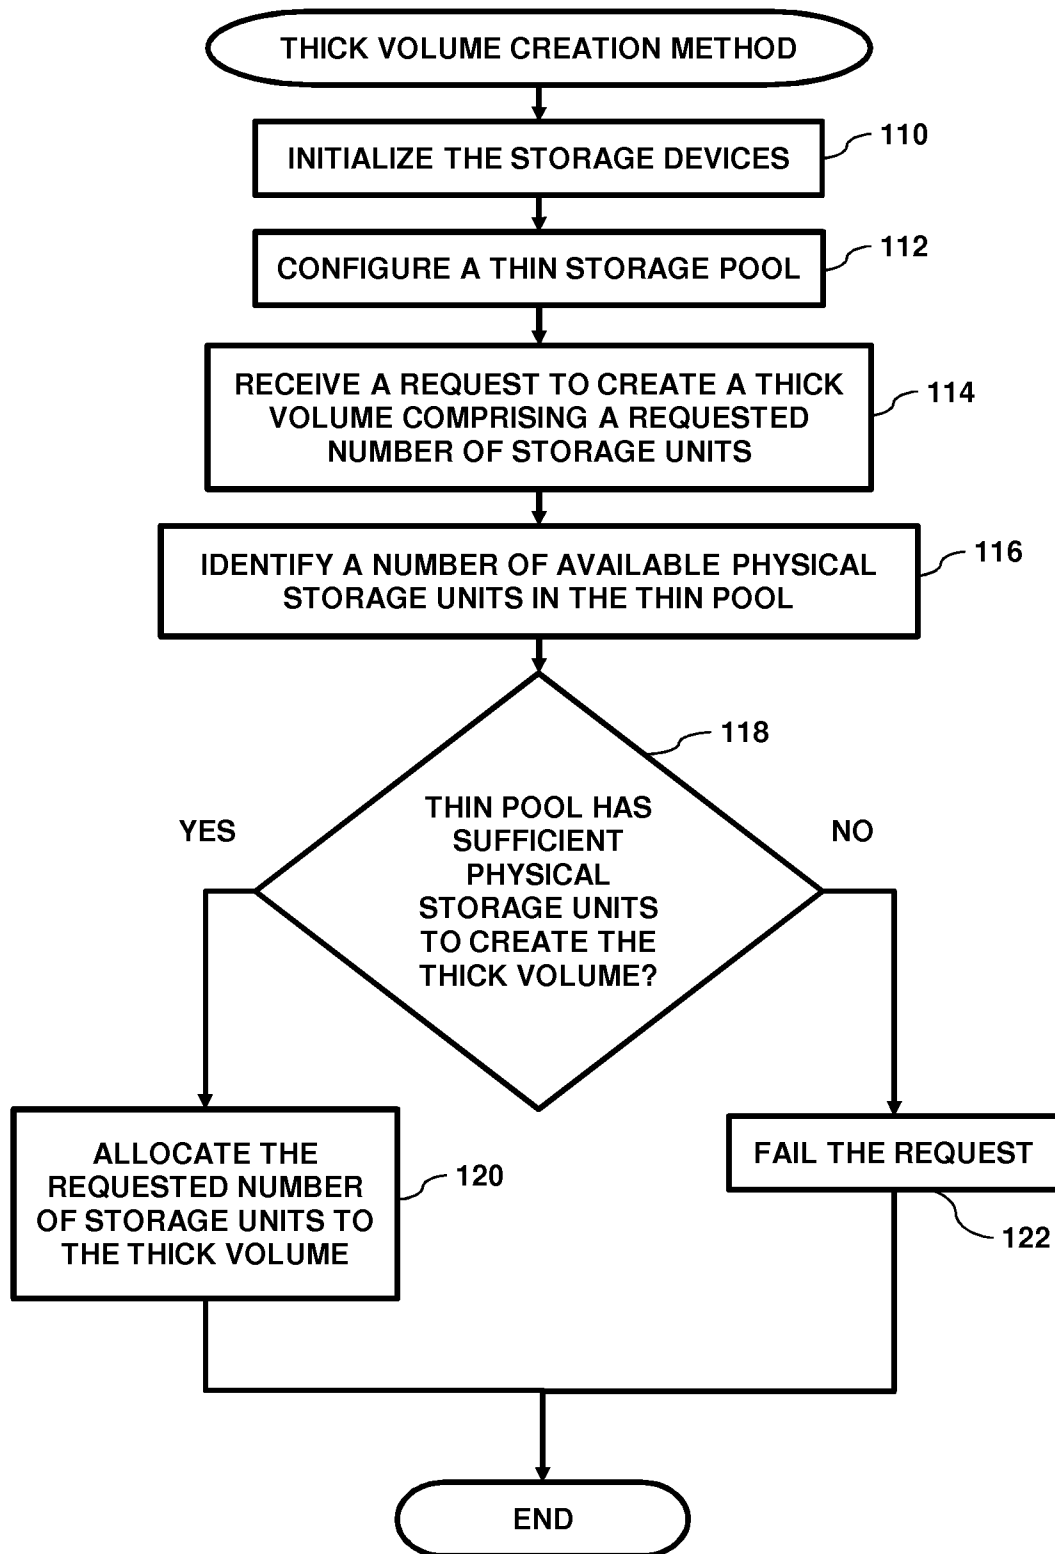 THICK VOLUME CREATION METHOD
INITIALIZE THE STORAGE DEVICES
110
CONFIGURE A THIN STORAGE POOL
112
RECEIVE A REQUEST TO CREATE A THICK
VOLUME COMPRISING A REQUESTED
NUMBER OF STORAGE UNITS
114
IDENTIFY A NUMBER OF AVAILABLE PHYSICAL
STORAGE UNITS IN THE THIN POOL
116
118
THIN POOL HAS
SUFFICIENT
PHYSICAL
STORAGE UNITS
TO CREATE THE
THICK VOLUME?
YES
NO
ALLOCATE THE
REQUESTED NUMBER
OF STORAGE UNITS TO
THE THICK VOLUME
120
FAIL THE REQUEST
122
END